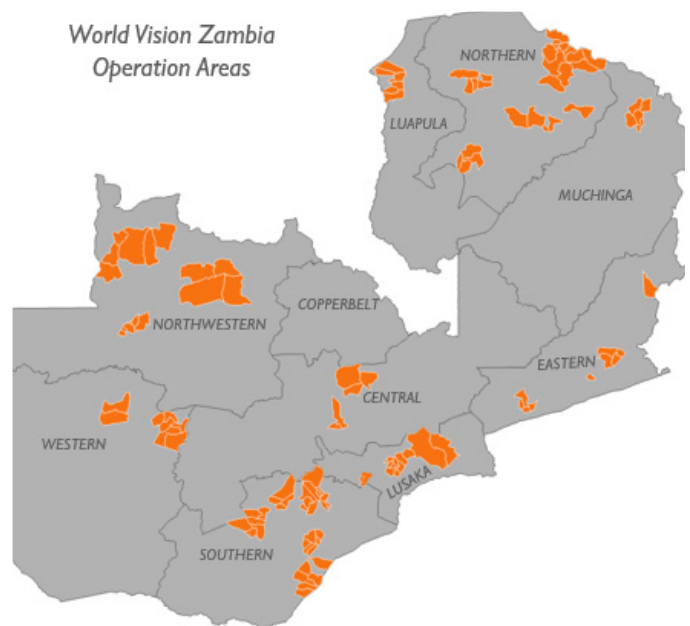 World Vision Zambia
Operation Areas
NORTHERN
LUAPULA
MUCHINGA
COPPERBELT
NORTHWESTERN
EASTERN
CENTRAL
WESTERN
LUSAKA
SOUTHERN